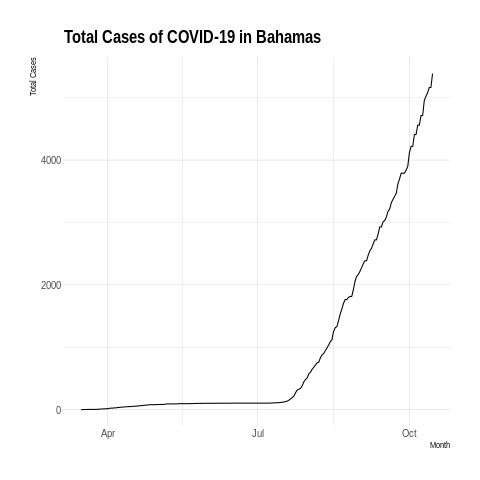 Total Cases of COVID-19 in Bahamas
Total Cases
4000
2000
0
Apr Jul Oct
Month